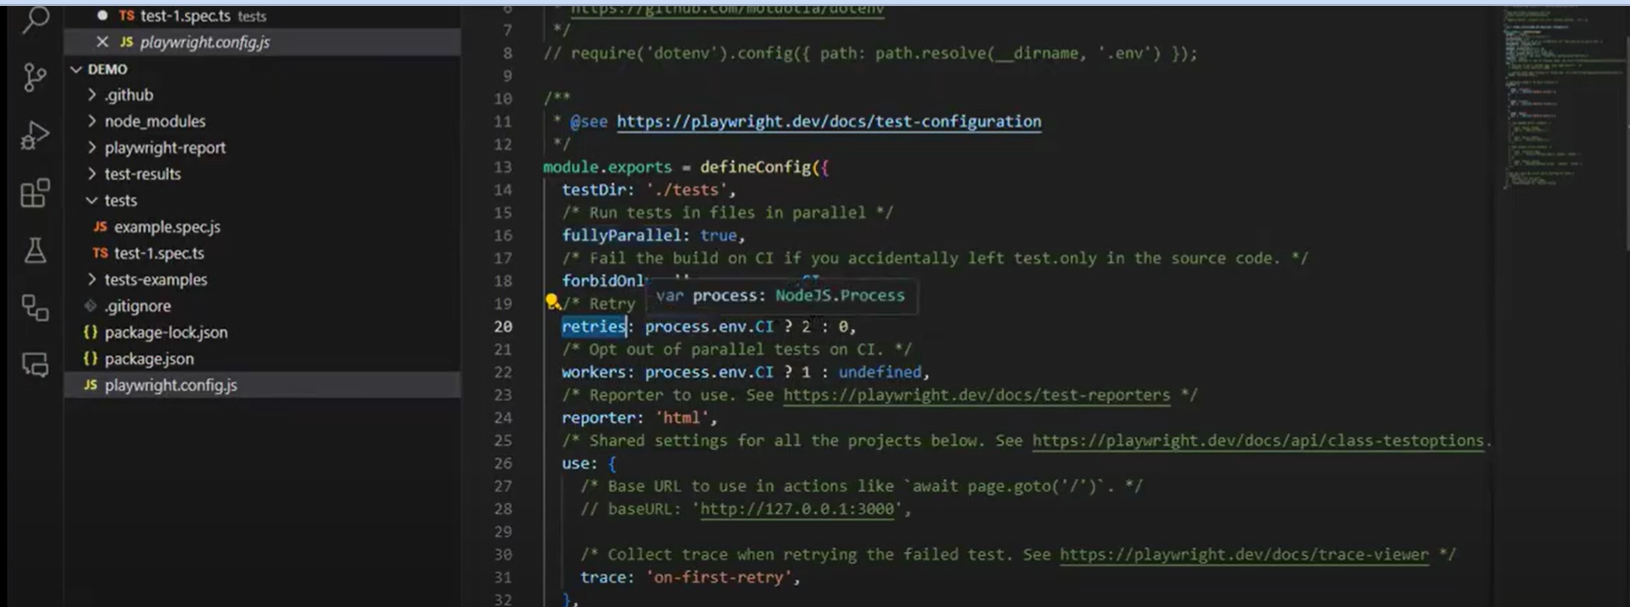 TS test-1.spec.ts tests
JS playwright.config.js
DEMO
.github
node_modules
playwright-report
test-results
tests
JS example.spec.js
TS test-1.spec.ts
tests-examples
.gitignore
{} package-lock.json
{} package.json
JS playwright.config.js
6 * https://github.com/motdotla/dotenv
7 */
8 // require('dotenv').config({ path: path.resolve(__dirname, '.env') });
9
10 /**
11 * @see https://playwright.dev/docs/test-configuration
12 */
13 module.exports = defineConfig({
14 testDir: './tests',
15 /* Run tests in files in parallel */
16 fullyParallel: true,
17 /* Fail the build on CI if you accidentally left test.only in the source code. */
18 forbidOnl CI
var process: NodeJS.Process
19 /* Retry
20 retries: process.env.CI ? 2 : 0,
21 /* Opt out of parallel tests on CI. */
22 workers: process.env.CI ? 1 : undefined,
23 /* Reporter to use. See https://playwright.dev/docs/test-reporters */
24 reporter: 'html',
25 /* Shared settings for all the projects below. See https://playwright.dev/docs/api/class-testoptions.
26 use: {
27 /* Base URL to use in actions like `await page.goto('/')`. */
28 // baseURL: 'http://127.0.0.1:3000',
29
30 /* Collect trace when retrying the failed test. See https://playwright.dev/docs/trace-viewer */
31 trace: 'on-first-retry',
32 },